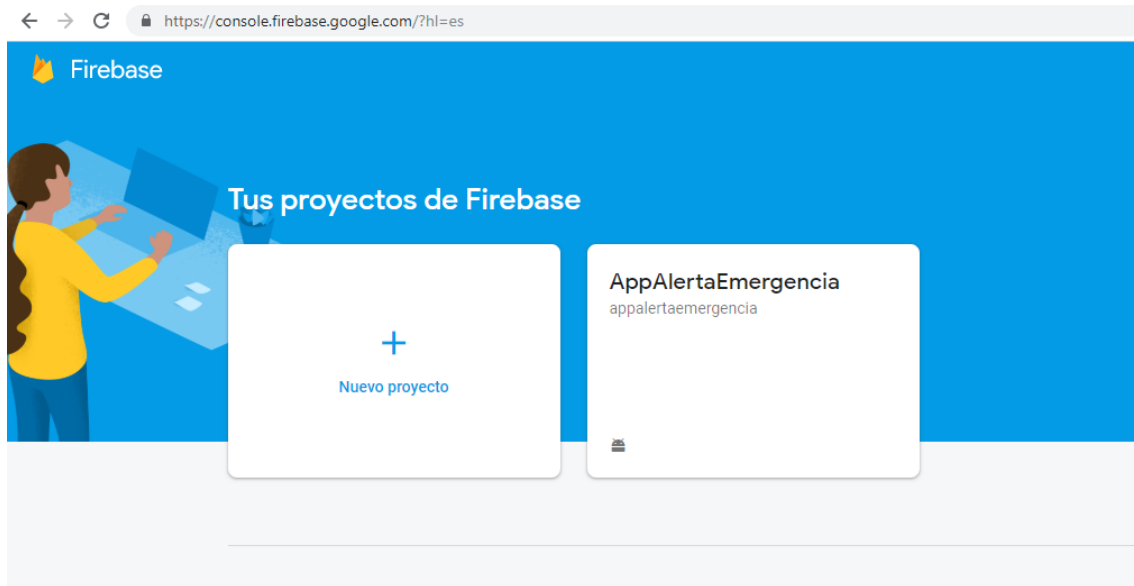 https://console.firebase.google.com/?hl=es
Firebase
Tus proyectos de Firebase
Nuevo proyecto
AppAlertaEmergencia
appalertaemergencia